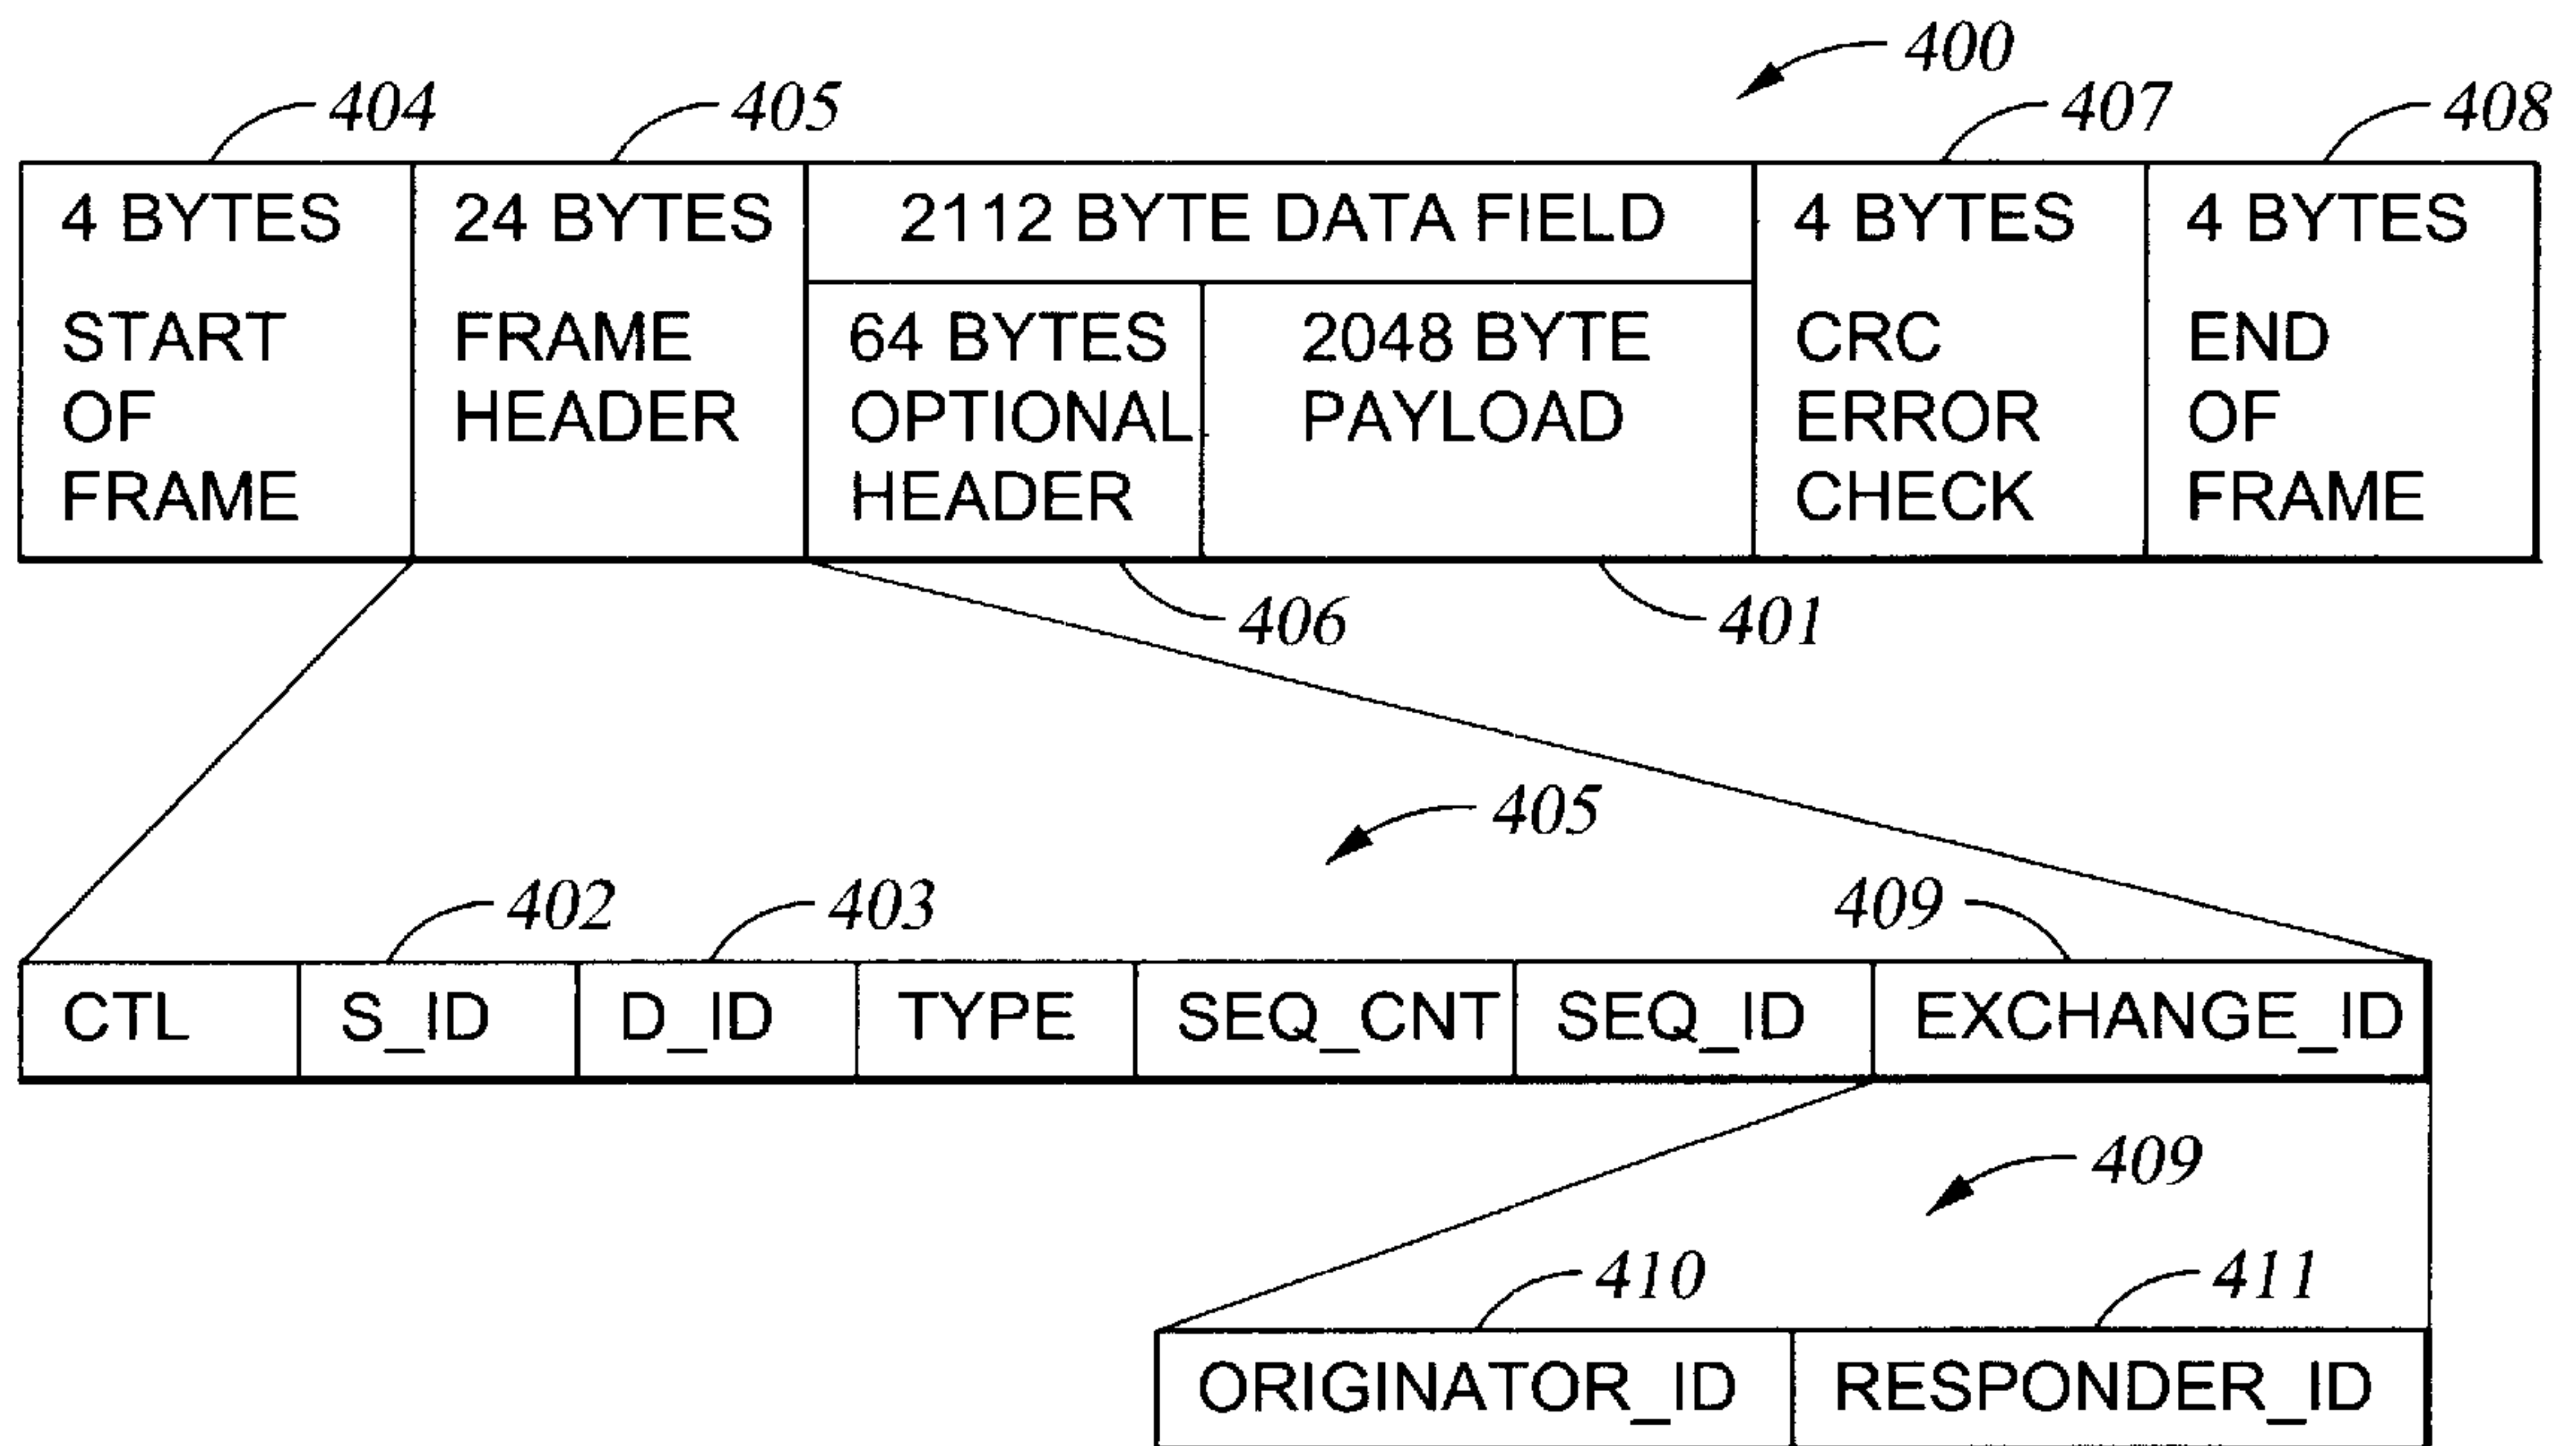 400
404
405
407
408
4 BYTES
START
OF
FRAME
24 BYTES
FRAME
HEADER
2112 BYTE DATA FIELD
64 BYTES
OPTIONAL
HEADER
2048 BYTE
PAYLOAD
4 BYTES
CRC
ERROR
CHECK
4 BYTES
END
OF
FRAME
406
401
405
402
403
409
CTL
S_ID
D_ID
TYPE
SEQ_CNT
SEQ_ID
EXCHANGE_ID
409
410
411
ORIGINATOR_ID
RESPONDER_ID